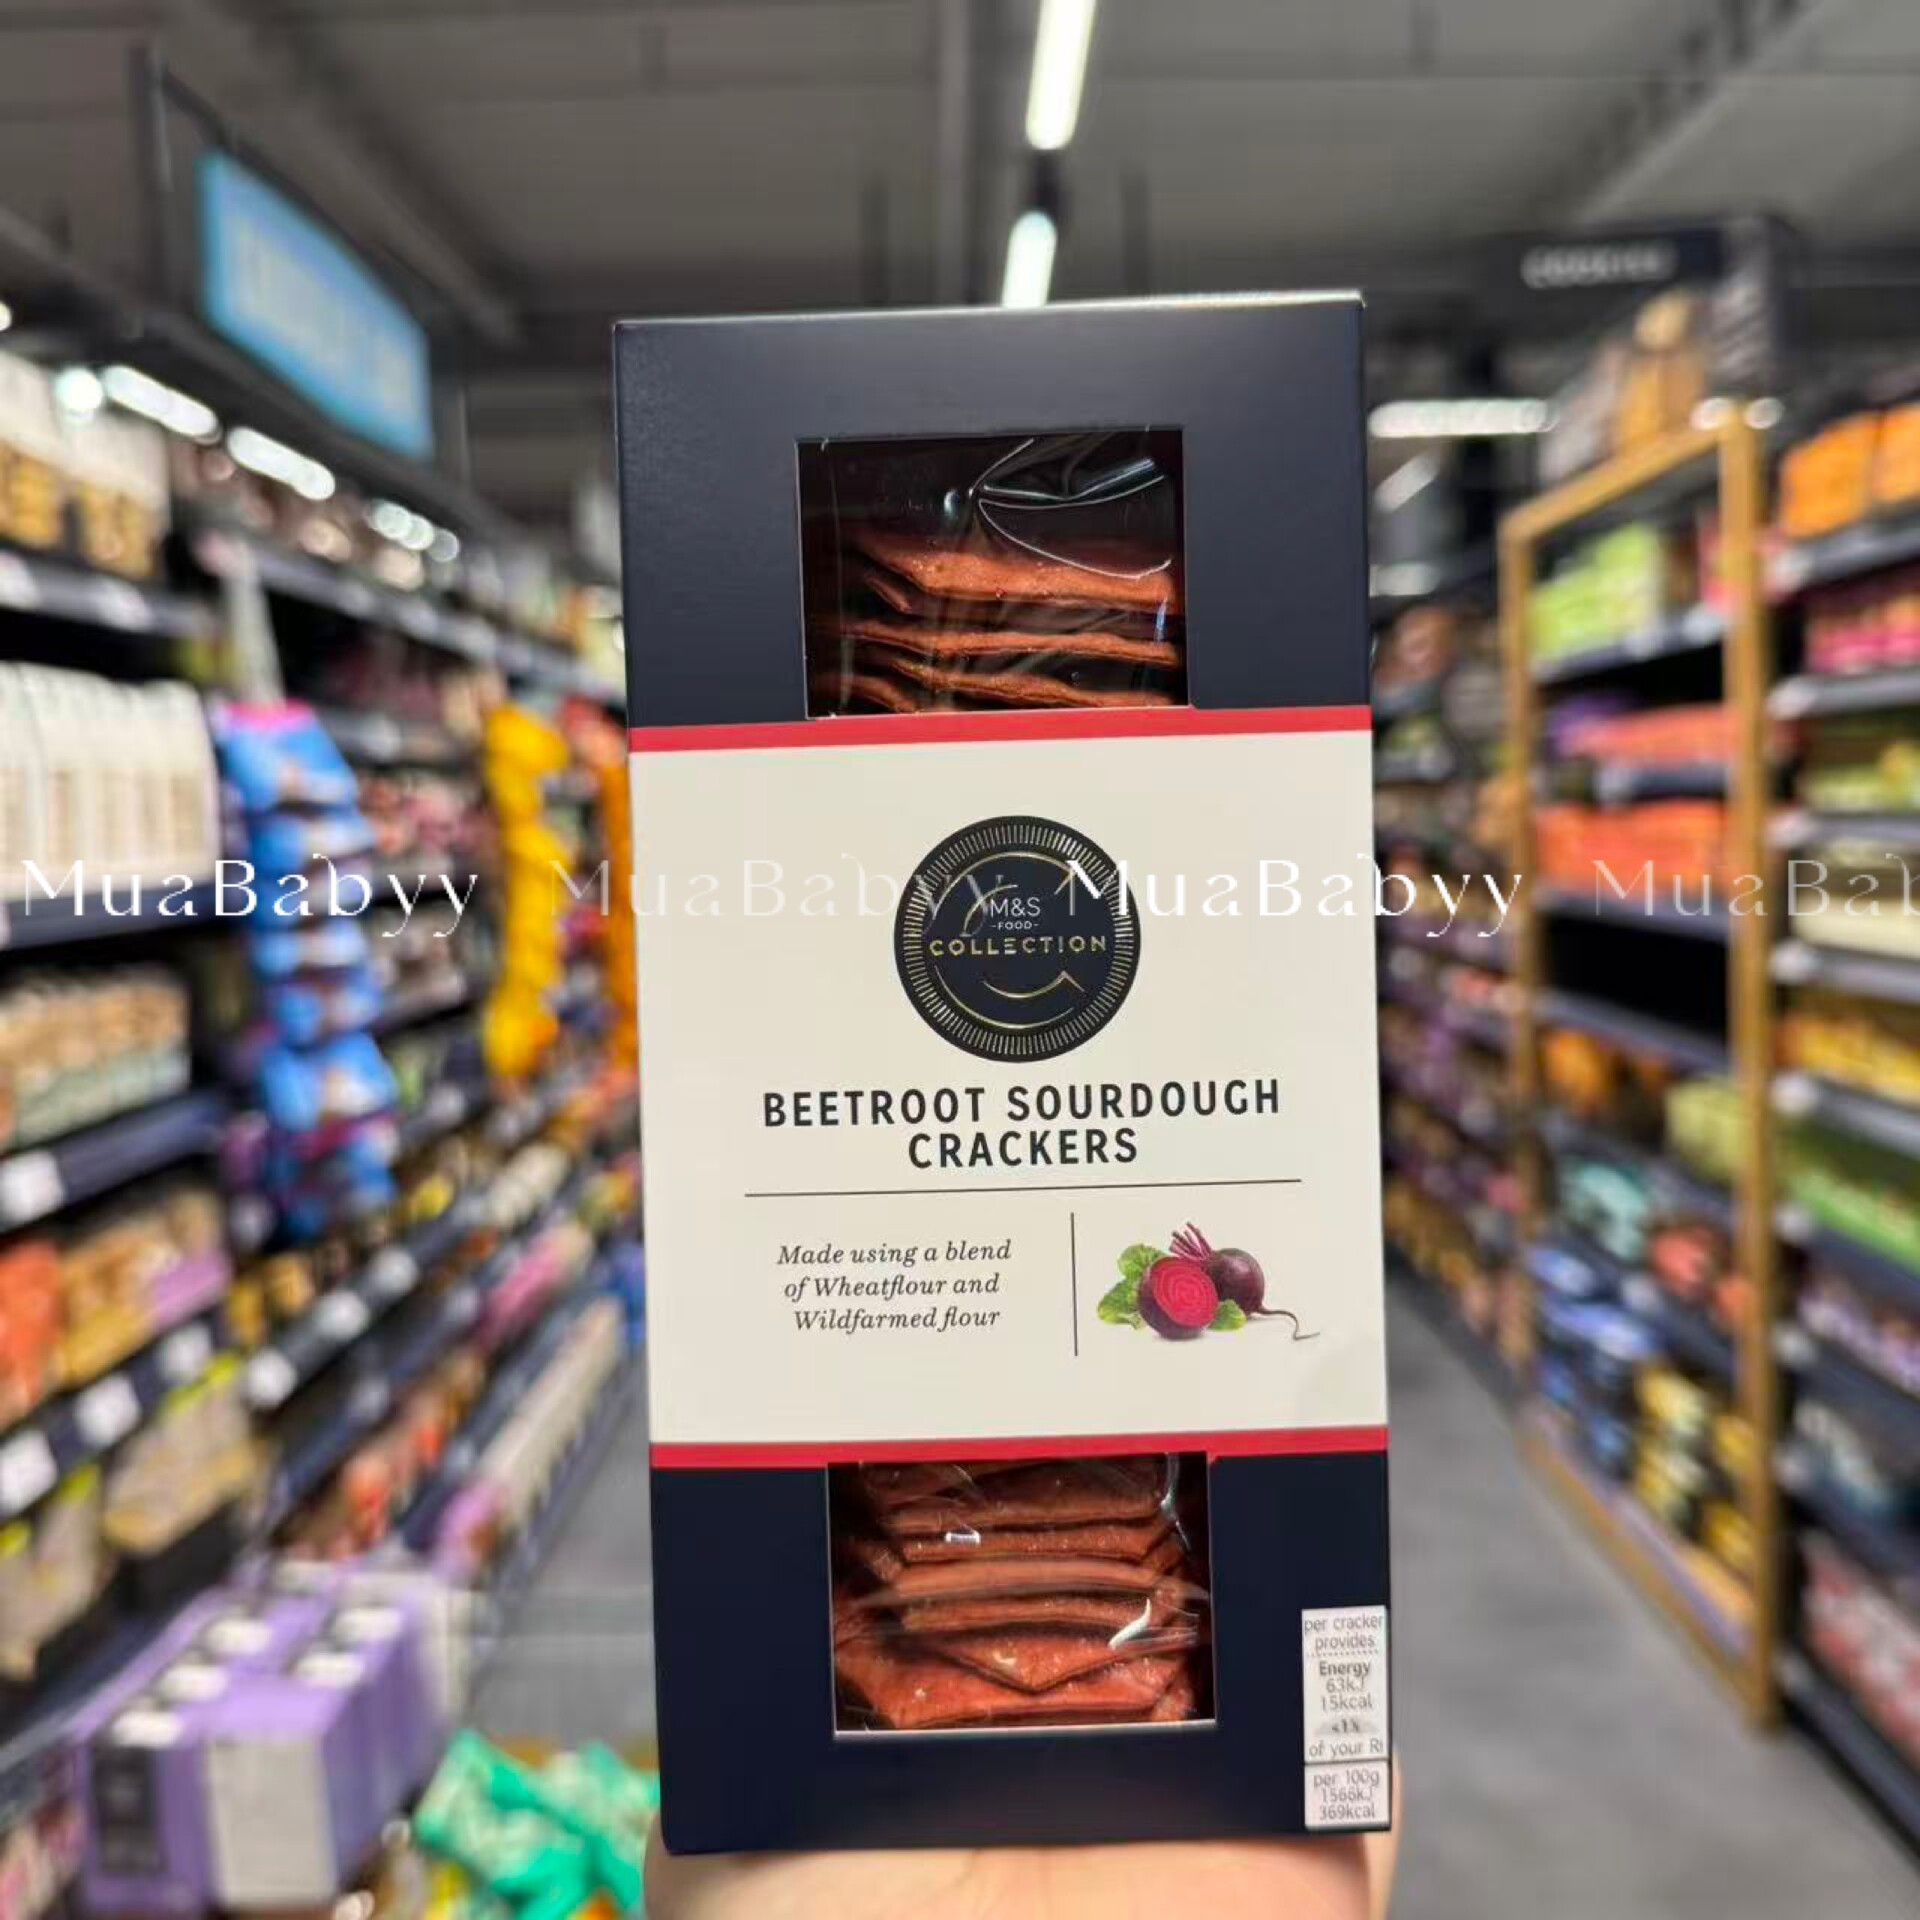 MuaBabyy MuaBabyy MuaBabyy MuaBab
M&S
-FOOD-
COLLECTION
BEETROOT SOURDOUGH
CRACKERS
Made using a blend
of Wheatflour and
Wildfarmed flour
per cracker
provides
Energy
63kJ
15kcal
<1%
of your RI
per 100g
1566kJ
369kcal